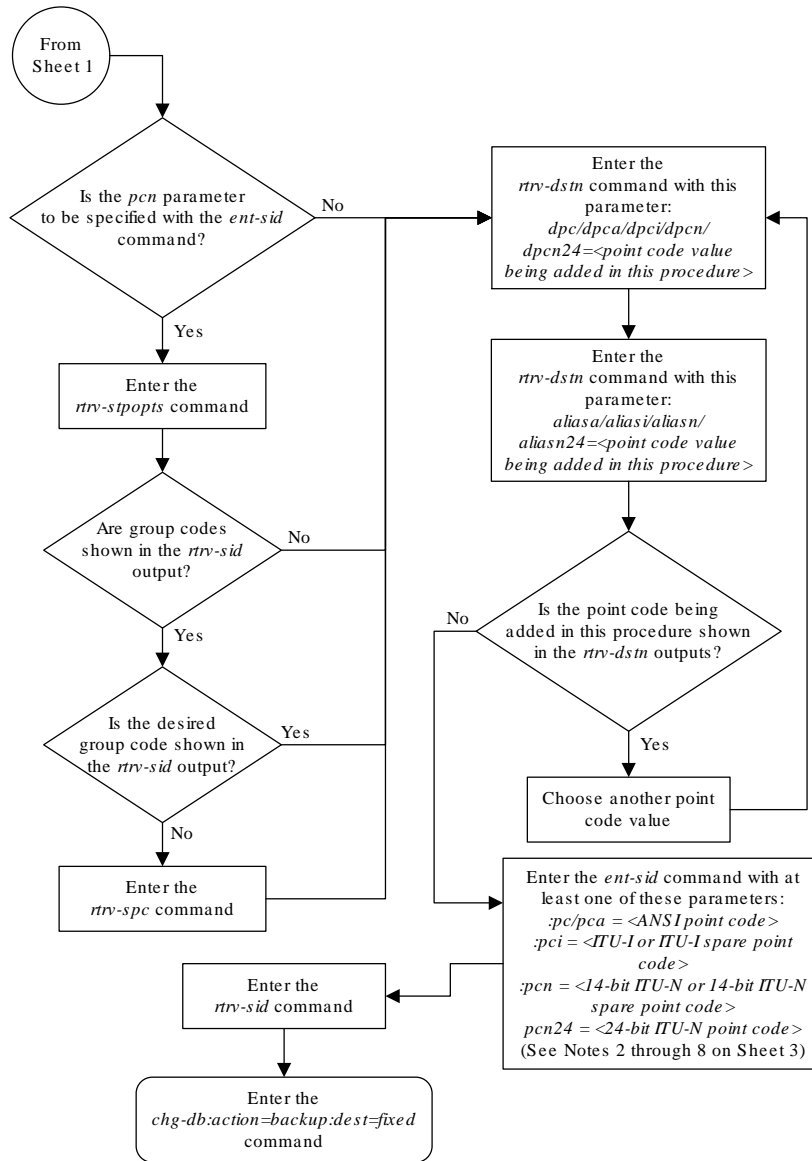 From
Sheet 1
Is the pcn parameter
to be specified with the ent-sid
command?
No
Yes
Enter the
rtrv-stpopts command
Are group codes
shown in the rtrv-sid
output?
No
Yes
Is the desired
group code shown in
the rtrv-sid output?
Yes
No
Enter the
rtrv-spc command
Enter the
rtrv-dstn command with this
parameter:
dpc/dpca/dpci/dpcn/
dpcn24=<point code value
being added in this procedure>
Enter the
rtrv-dstn command with this
parameter:
aliasa/aliasi/aliasn/
aliasn24=<point code value
being added in this procedure>
Is the point code being
added in this procedure shown
in the rtrv-dstn outputs?
No
Yes
Choose another point
code value
Enter the ent-sid command with at
least one of these parameters:
:pc/pca = <ANSI point code>
:pci = <ITU-I or ITU-I spare point
code>
:pcn = <14-bit ITU-N or 14-bit ITU-N
spare point code>
pcn24 = <24-bit ITU-N point code>
(See Notes 2 through 8 on Sheet 3)
Enter the
rtrv-sid command
Enter the
chg-db:action=backup:dest=fixed
command